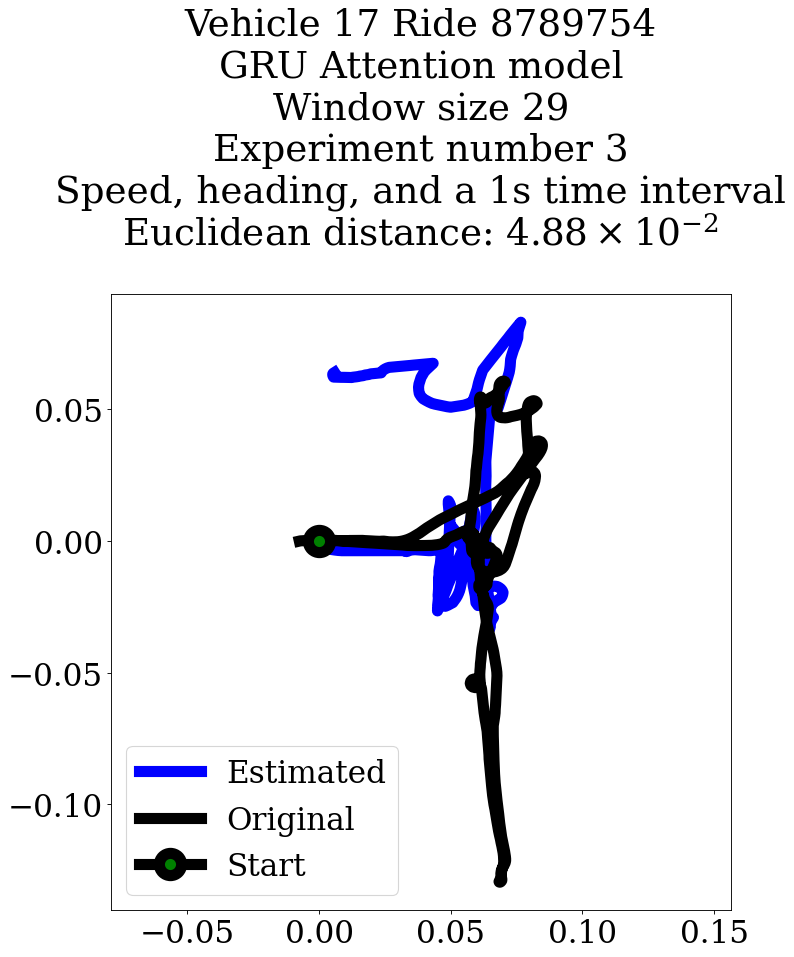 Vehicle 17 Ride 8789754
GRU Attention model
Window size 29
Experiment number 3
Speed, heading, and a 1s time interval
Euclidean distance: 4.88 × 10⁻²
0.05
0.00
−0.05
−0.10
Estimated
Original
Start
−0.05 0.00 0.05 0.10 0.15